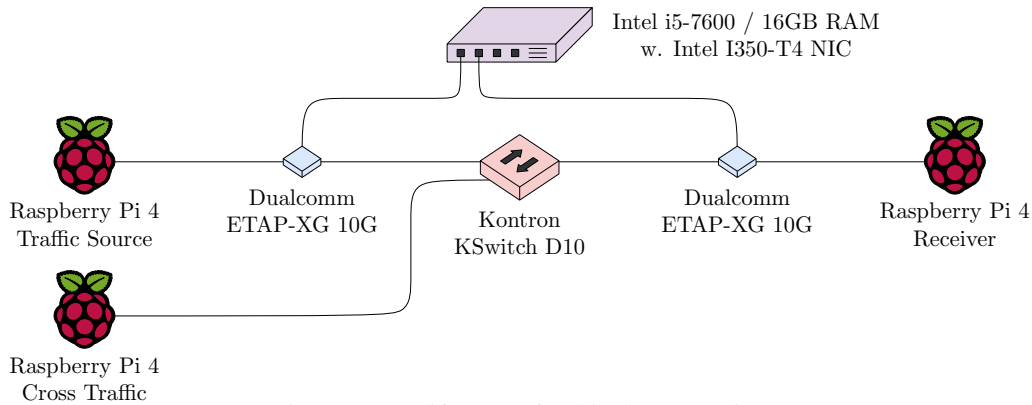 Intel i5-7600 / 16GB RAM
w. Intel I350-T4 NIC
Raspberry Pi 4
Traffic Source
Dualcomm
ETAP-XG 10G
Kontron
KSwitch D10
Dualcomm
ETAP-XG 10G
Raspberry Pi 4
Receiver
Raspberry Pi 4
Cross Traffic